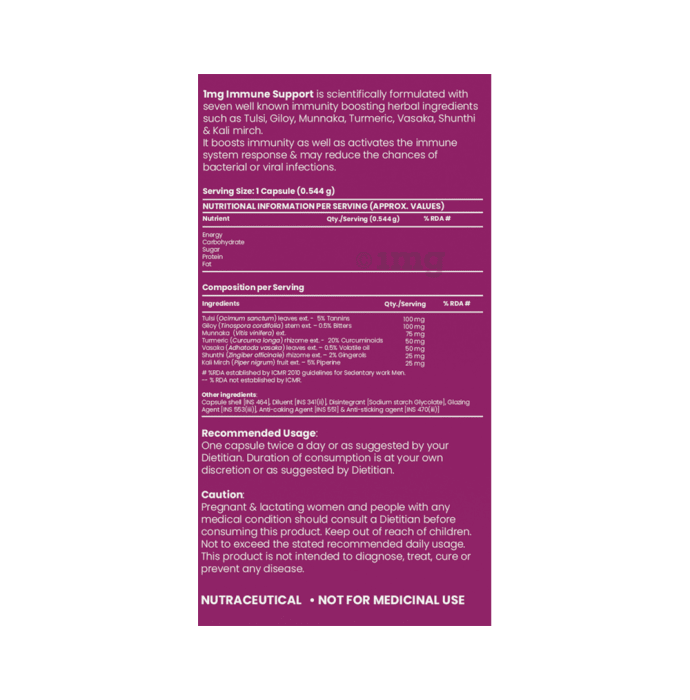 1mg Immune Support is scientifically formulated with
seven well known immunity boosting herbal ingredients
such as Tulsi, Giloy, Munnaka, Turmeric, Vasaka, Shunthi
& Kali mirch.
It boosts immunity as well as activates the immune
system response & may reduce the chances of
bacterial or viral infections.
Serving Size: 1 Capsule (0.544 g)
NUTRITIONAL INFORMATION PER SERVING (APPROX. VALUES)
Nutrient Qty./Serving (0.544g) % RDA #
Energy
Carbohydrate
Sugar
Protein
Fat
Composition per Serving
Ingredients Qty./Serving % RDA #
Tulsi (Ocimum sanctum) leaves ext. - 5% Tannins 100 mg
Giloy (Tinospora cordifolia) stem ext. – 0.5% Bitters 100 mg
Munnaka (Vitis vinifera) ext. 75 mg
Turmeric (Curcuma longa) rhizome ext. - 20% Curcuminoids 50 mg
Vasaka (Adhatoda vasaka) leaves ext. – 0.5% Volatile oil 50 mg
Shunthi (Zingiber officinale) rhizome ext. – 2% Gingerols 25 mg
Kali Mirch (Piper nigrum) fruit ext. – 5% Piperine 25 mg
# %RDA established by ICMR 2010 guidelines for Sedentary work Men.
-- % RDA not established by ICMR.
Other ingredients:
Capsule shell [INS 464], Diluent [INS 341(ii)], Disintegrant [Sodium starch Glycolate], Glazing
Agent [INS 553(iii)], Anti-caking Agent [INS 551] & Anti-sticking agent [INS 470(iii)]
Recommended Usage:
One capsule twice a day or as suggested by your
Dietitian. Duration of consumption is at your own
discretion or as suggested by Dietitian.
Caution:
Pregnant & lactating women and people with any
medical condition should consult a Dietitian before
consuming this product. Keep out of reach of children.
Not to exceed the stated recommended daily usage.
This product is not intended to diagnose, treat, cure or
prevent any disease.
NUTRACEUTICAL • NOT FOR MEDICINAL USE